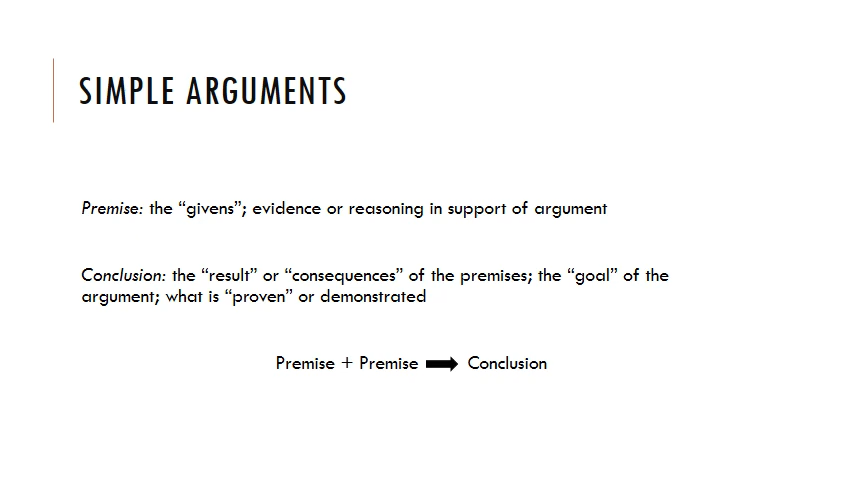 SIMPLE ARGUMENTS
Premise: the “givens”; evidence or reasoning in support of argument
Conclusion: the “result” or “consequences” of the premises; the “goal” of the
argument; what is “proven” or demonstrated
Premise + Premise Conclusion